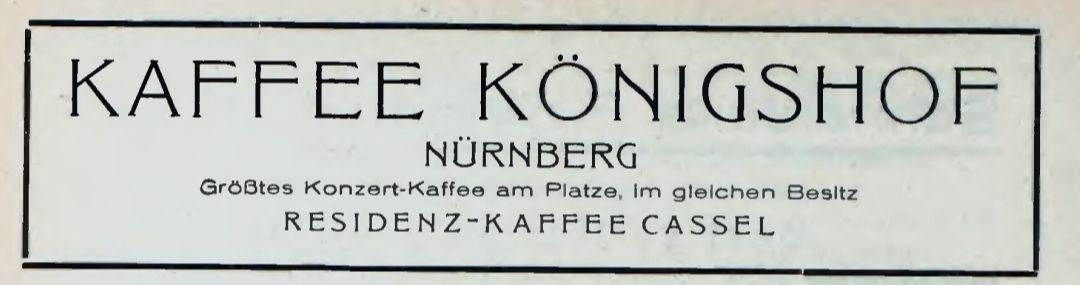 KAFFEE KÖNIGSHOF
NÜRNBERG
Größtes Konzert-Kaffee am Platze, im gleichen Besitz
RESIDENZ-KAFFEE CASSEL